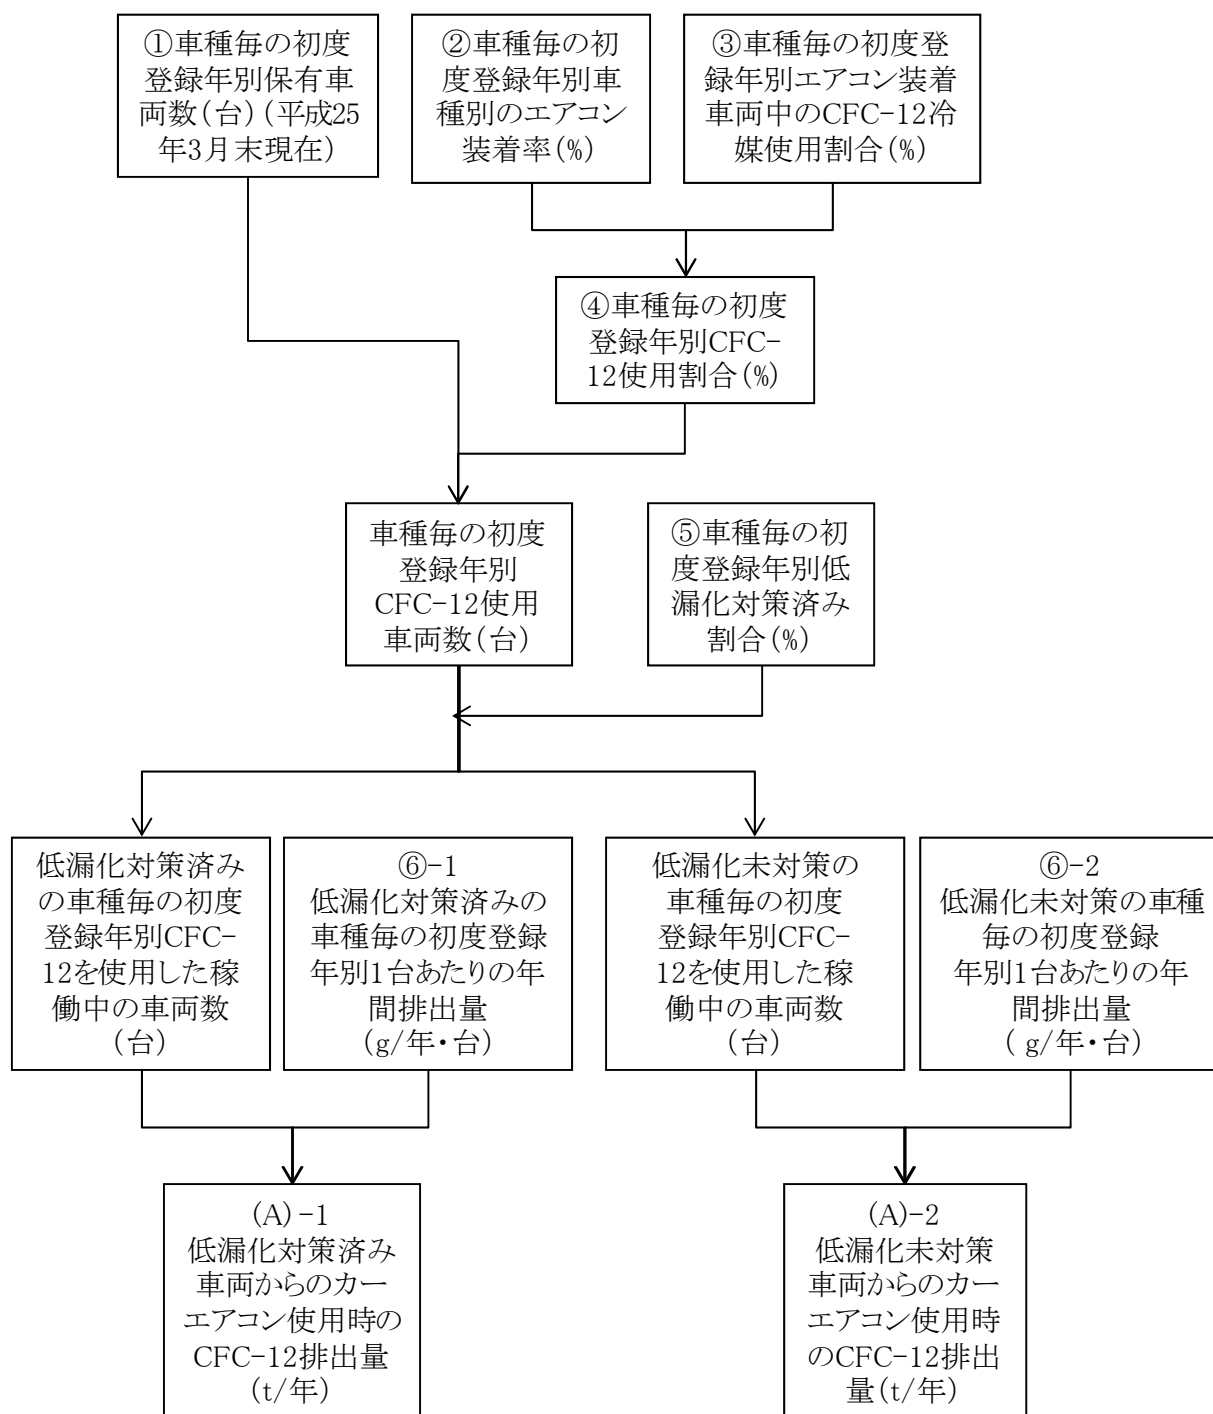 ①車種毎の初度
登録年別保有車
両数(台)(平成25
年3月末現在)
②車種毎の初
度登録年別車
種別のエアコン
装着率(%)
③車種毎の初度登
録年別エアコン装着
車両中のCFC-12冷
媒使用割合(%)
④車種毎の初度
登録年別CFC-
12使用割合(%)
車種毎の初度
登録年別
CFC-12使用
車両数(台)
⑤車種毎の初
度登録年別低
漏化対策済み
割合(%)
低漏化対策済み
の車種毎の初度
登録年別CFC-
12を使用した稼
働中の車両数
(台)
⑥-1
低漏化対策済みの
車種毎の初度登録
年別1台あたりの年
間排出量
(g/年・台)
低漏化未対策の
車種毎の初度
登録年別CFC-
12を使用した稼
働中の車両数
(台)
⑥-2
低漏化未対策の車種
毎の初度登録
年別1台あたりの年
間排出量
( g/年・台)
(A)-1
低漏化対策済み
車両からのカー
エアコン使用時の
CFC-12排出量
(t/年)
(A)-2
低漏化未対策
車両からのカー
エアコン使用時
のCFC-12排出
量(t/年)